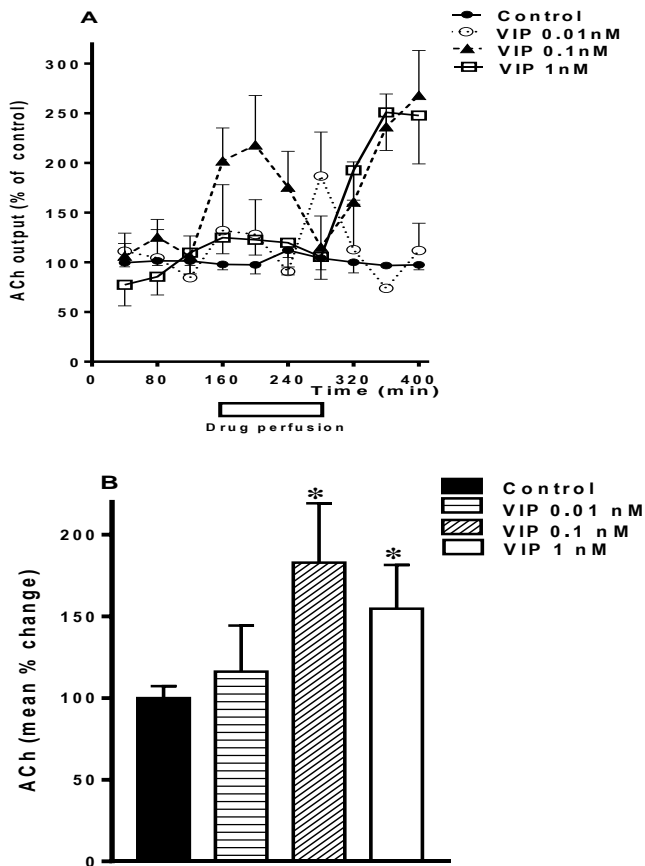 A
Control
VIP 0.01nM
VIP 0.1nM
VIP 1nM
300
250
200
150
100
50
0
ACh output (% of control)
0 80 160 240 320 400
Time (min)
Drug perfusion
B
Control
VIP 0.01 nM
VIP 0.1 nM
VIP 1 nM
* *
200
150
100
50
0
ACh (mean % change)